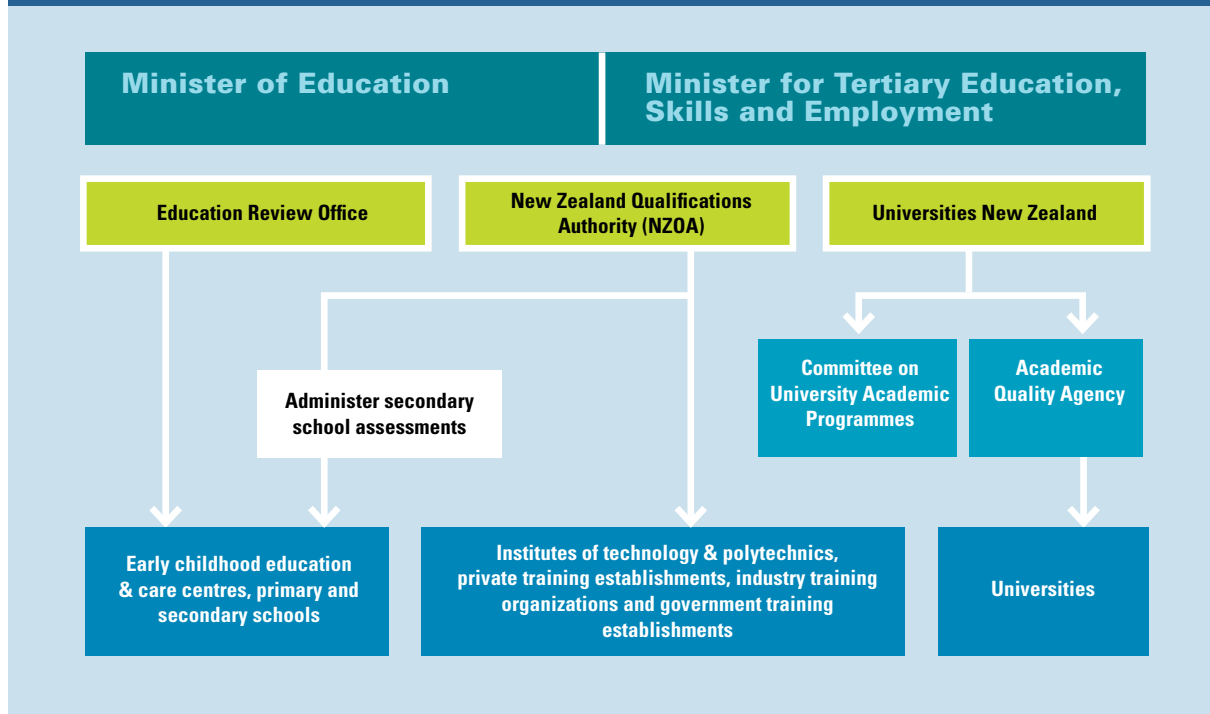 Minister of Education
Minister for Tertiary Education,
Skills and Employment
Education Review Office
New Zealand Qualifications
Authority (NZOA)
Universities New Zealand
Committee on
University Academic
Programmes
Academic
Quality Agency
Administer secondary
school assessments
Early childhood education
& care centres, primary and
secondary schools
Institutes of technology & polytechnics,
private training establishments, industry training
organizations and government training
establishments
Universities